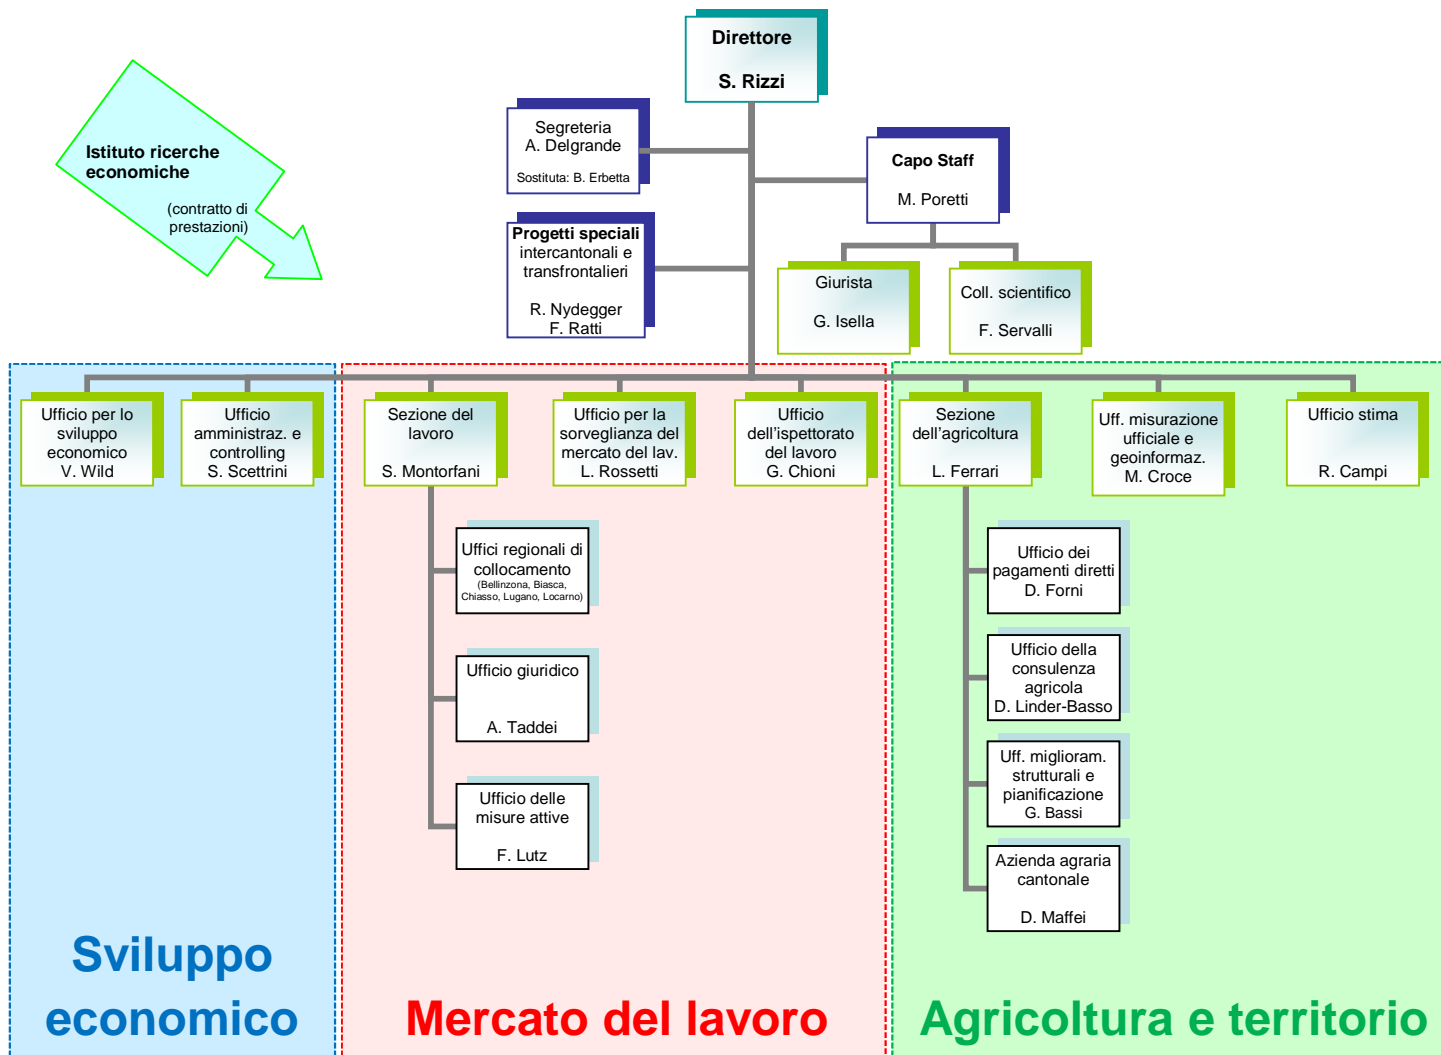 Direttore
S. Rizzi
Istituto ricerche
economiche
(contratto di
prestazioni)
Segreteria
A. Delgrande
Sostituta: B. Erbetta
Capo Staff
M. Poretti
Progetti speciali
intercantonali e
transfrontalieri
R. Nydegger
F. Ratti
Giurista
G. Isella
Coll. scientifico
F. Servalli
Ufficio per lo
sviluppo
economico
V. Wild
Ufficio
amministraz. e
controlling
S. Scettrini
Sezione del
lavoro
S. Montorfani
Ufficio per la
sorveglianza del
mercato del lav.
L. Rossetti
Ufficio
dell'ispettorato
del lavoro
G. Chioni
Sezione
dell'agricoltura
L. Ferrari
Uff. misurazione
ufficiale e
geoinformaz.
M. Croce
Ufficio stima
R. Campi
Uffici regionali di
collocamento
(Bellinzona, Biasca,
Chiasso, Lugano, Locarno)
Ufficio giuridico
A. Taddei
Ufficio delle
misure attive
F. Lutz
Ufficio dei
pagamenti diretti
D. Forni
Ufficio della
consulenza
agricola
D. Linder-Basso
Uff. miglioram.
strutturali e
pianificazione
G. Bassi
Azienda agraria
cantonale
D. Maffei
Sviluppo
economico
Mercato del lavoro
Agricoltura e territorio